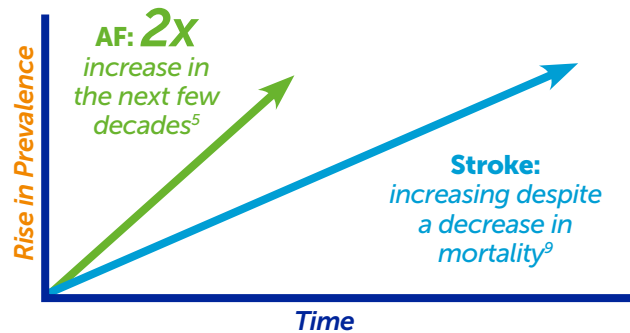 AF: 2x
increase in
the next few
decades⁵
Rise in Prevalence
Stroke:
increasing despite
a decrease in
mortality⁹
Time